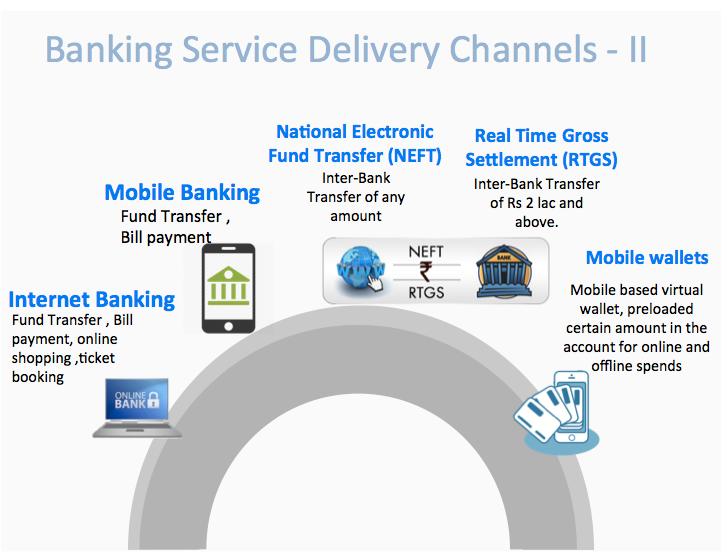 Banking Service Delivery Channels - II
National Electronic
Fund Transfer (NEFT)
Inter-Bank
Transfer of any
amount
Real Time Gross
Settlement (RTGS)
Inter-Bank Transfer
of Rs 2 lac and
above.
Mobile Banking
Fund Transfer ,
Bill payment
NEFT
₹
RTGS
WWW
BANK
Mobile wallets
Mobile based virtual
wallet, preloaded
certain amount in the
account for online and
offline spends
Internet Banking
Fund Transfer , Bill
payment, online
shopping ,ticket
booking
ONLINE
BANK